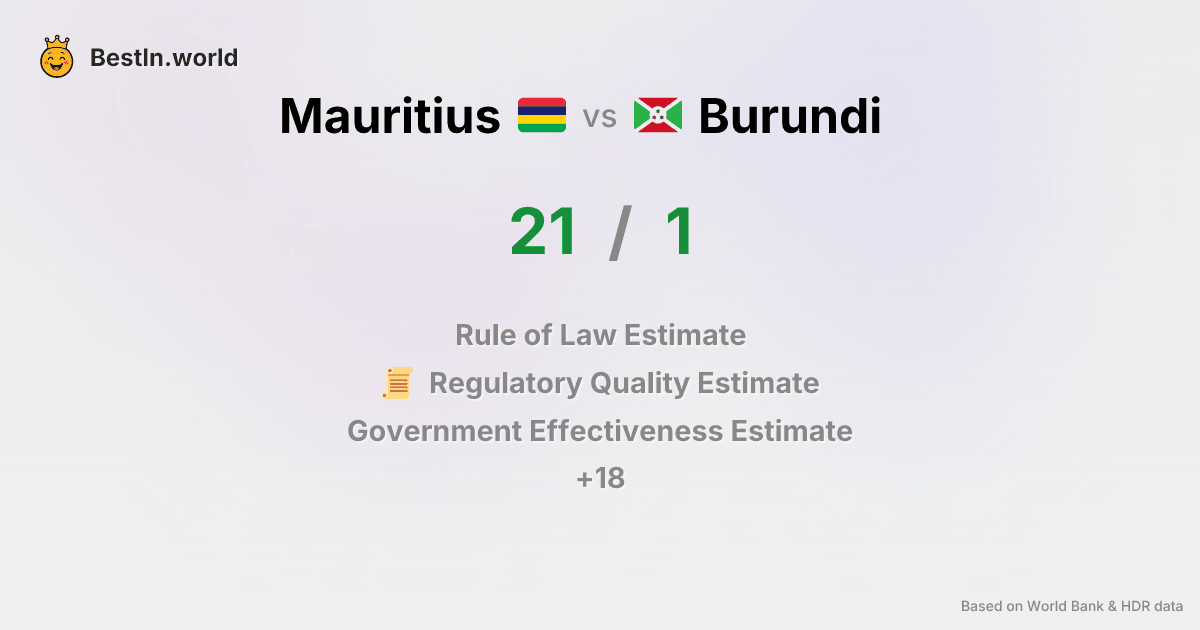 BestIn.world
Mauritius vs Burundi
21 / 1
Rule of Law Estimate
Regulatory Quality Estimate
Government Effectiveness Estimate
+18
Based on World Bank & HDR data